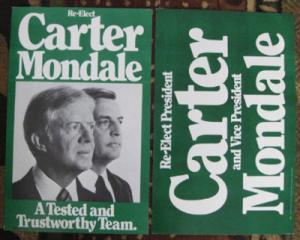 Re-Elect
Carter
Mondale
A Tested and
Trustworthy Team.
Re-Elect President
Carter
and Vice President
Mondale